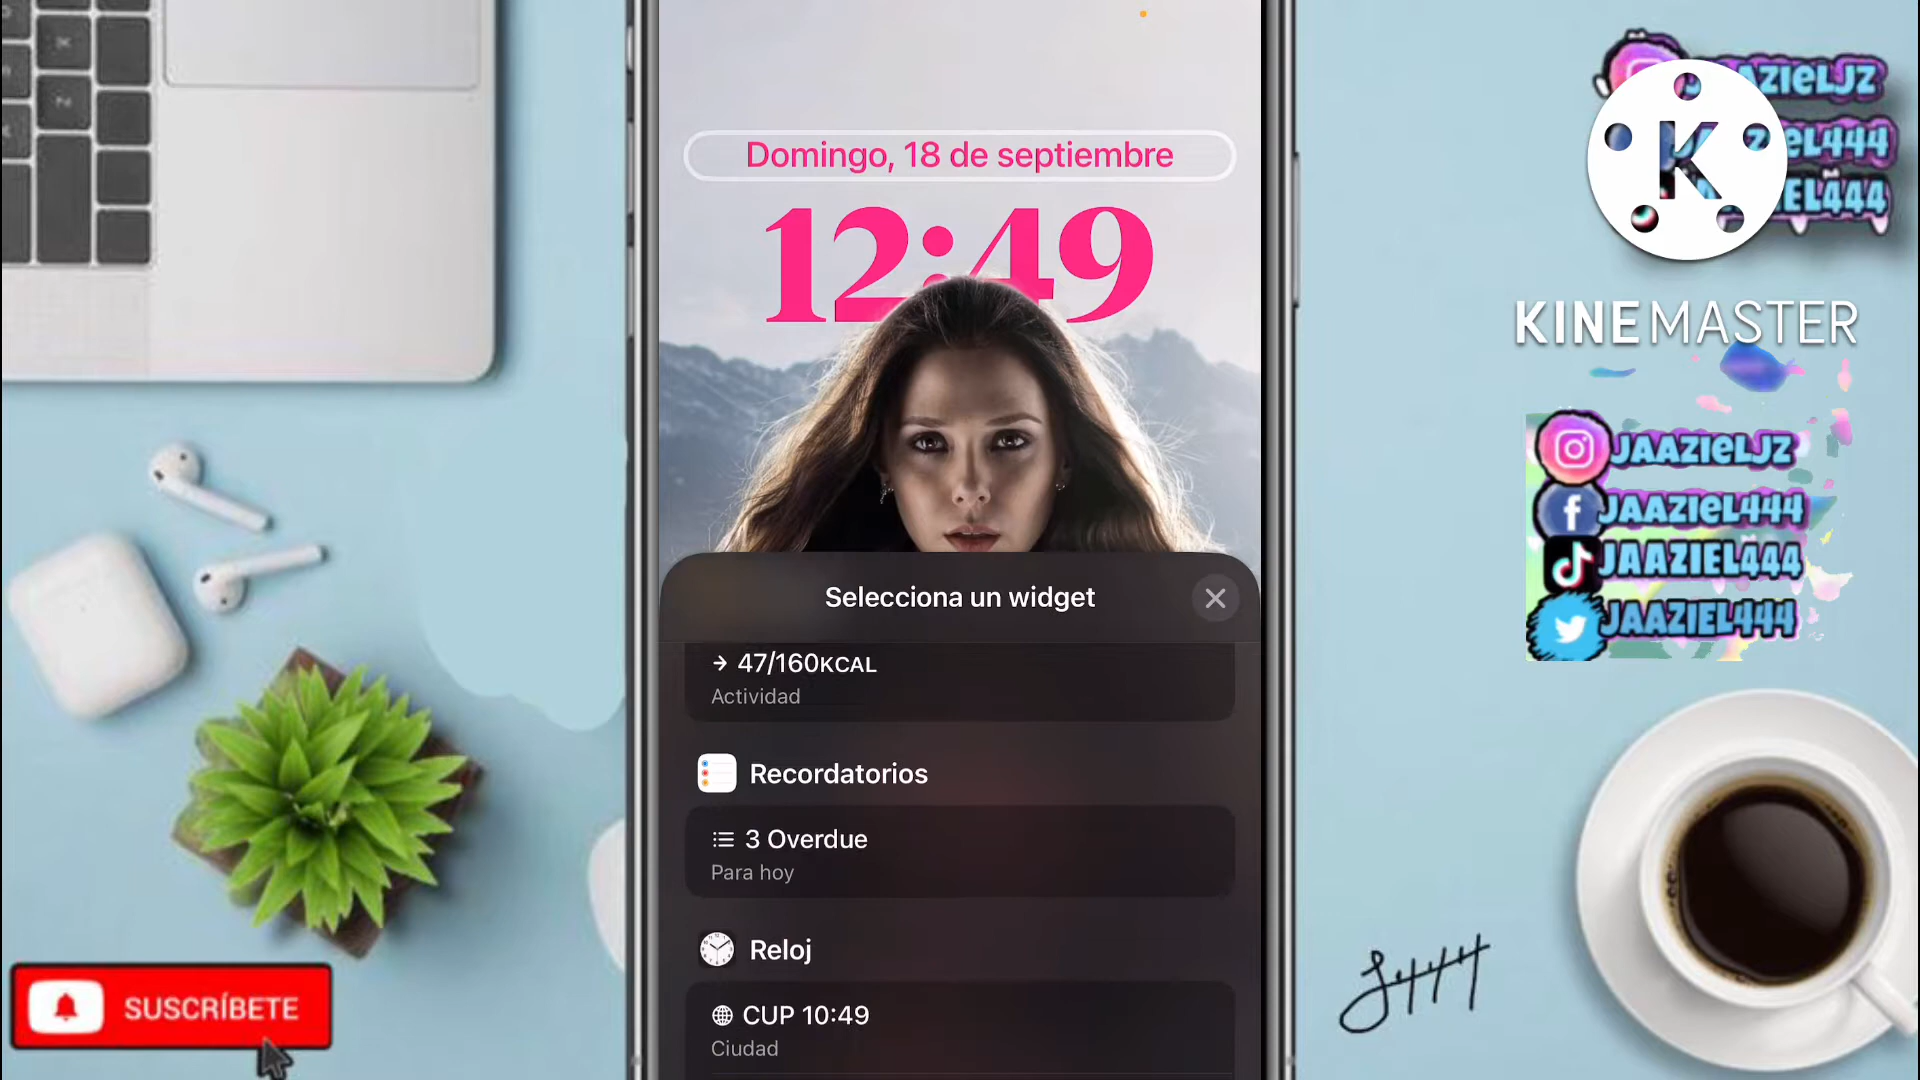 Domingo, 18 de septiembre
12:49
Selecciona un widget
47/160KCAL
Actividad
Recordatorios
3 Overdue
Para hoy
Reloj
CUP 10:49
Ciudad
SUSCRÍBETE
K
KINEMASTER
JAAZIELJZ
JAAZIEL444
JAAZIEL444
JAAZIEL444